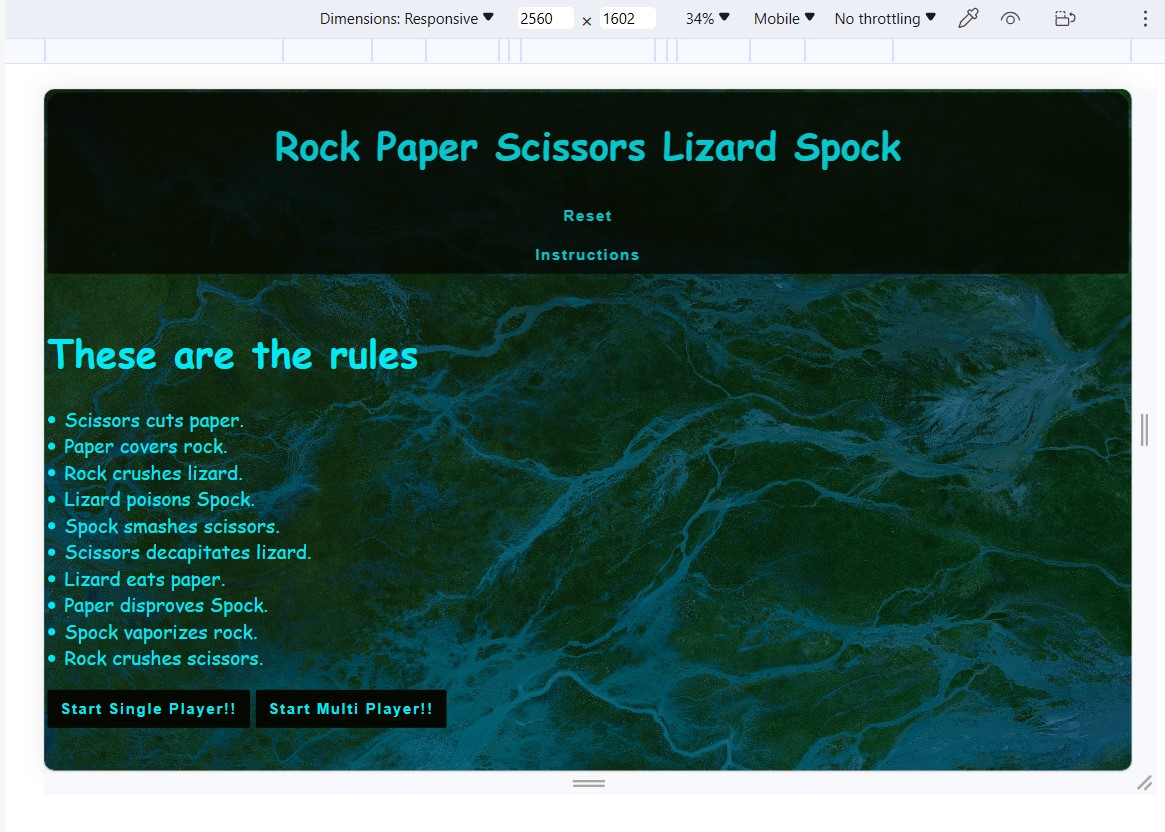 Dimensions: Responsive 2560 × 1602 34% Mobile No throttling
Rock Paper Scissors Lizard Spock
Reset
Instructions
These are the rules
• Scissors cuts paper.
• Paper covers rock.
• Rock crushes lizard.
• Lizard poisons Spock.
• Spock smashes scissors.
• Scissors decapitates lizard.
• Lizard eats paper.
• Paper disproves Spock.
• Spock vaporizes rock.
• Rock crushes scissors.
Start Single Player!! Start Multi Player!!